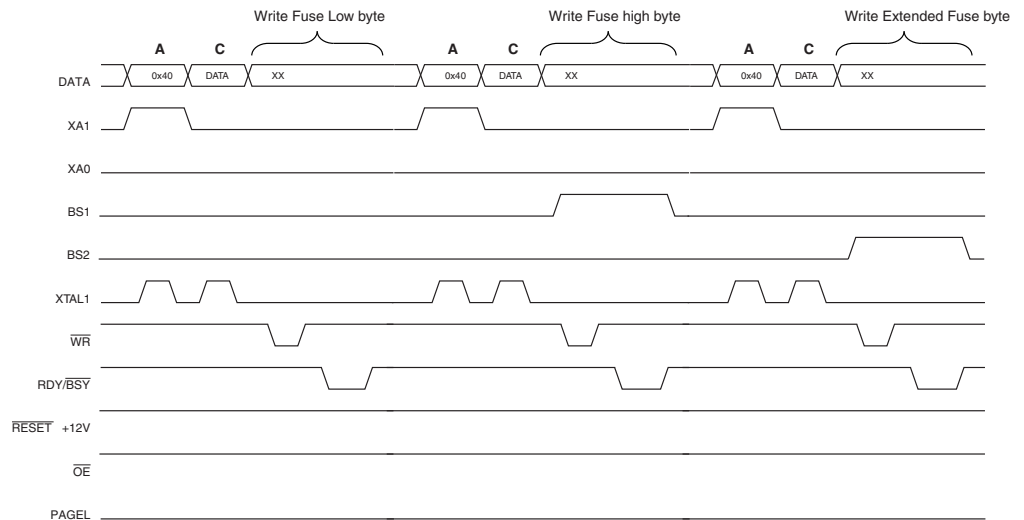 Write Fuse Low byte Write Fuse high byte Write Extended Fuse byte
A C A C A C
DATA 0x40 DATA XX 0x40 DATA XX 0x40 DATA XX
XA1
XA0
BS1
BS2
XTAL1
WR
RDY/BSY
RESET +12V
OE
PAGEL